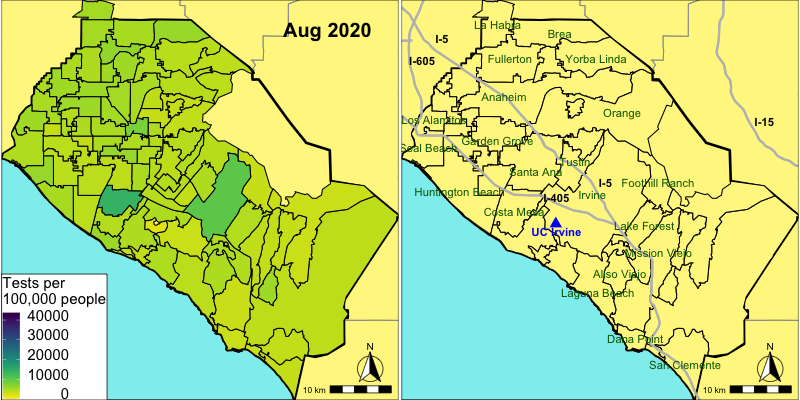 Aug 2020
Tests per
100,000 people
40000
30000
20000
10000
0
N
10 km
La Habra
Brea
I-5
I-605
Fullerton
Yorba Linda
Anaheim
Orange
Los Alamitos
I-15
Garden Grove
Seal Beach
Tustin
Santa Ana
I-5
Foothill Ranch
Huntington Beach
I-405
Irvine
Costa Mesa
UC Irvine
Lake Forest
Mission Viejo
Aliso Viejo
Laguna Beach
Dana Point
San Clemente
N
10 km